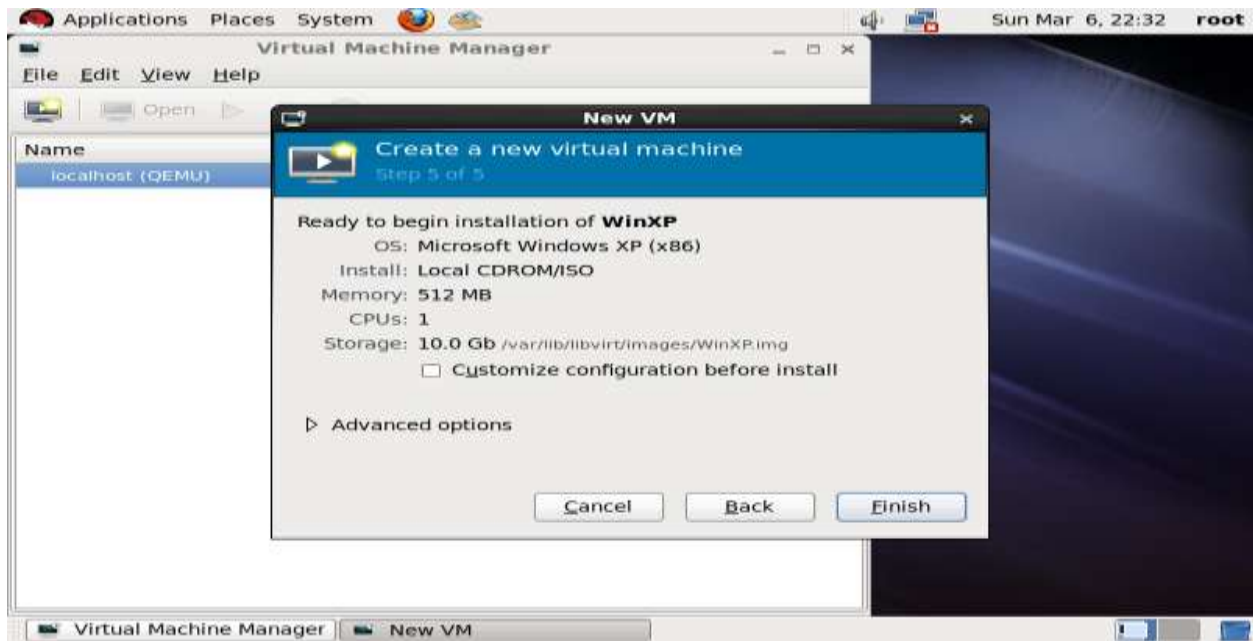 Applications Places System
Sun Mar 6, 22:32 root
Virtual Machine Manager
File Edit View Help
Open
New VM
Create a new virtual machine
Step 5 of 5
Name
localhost (QEMU)
Ready to begin installation of WinXP
OS: Microsoft Windows XP (x86)
Install: Local CDROM/ISO
Memory: 512 MB
CPUs: 1
Storage: 10.0 Gb /var/lib/libvirt/images/WinXP.img
Customize configuration before install
Advanced options
Cancel Back Finish
Virtual Machine Manager New VM